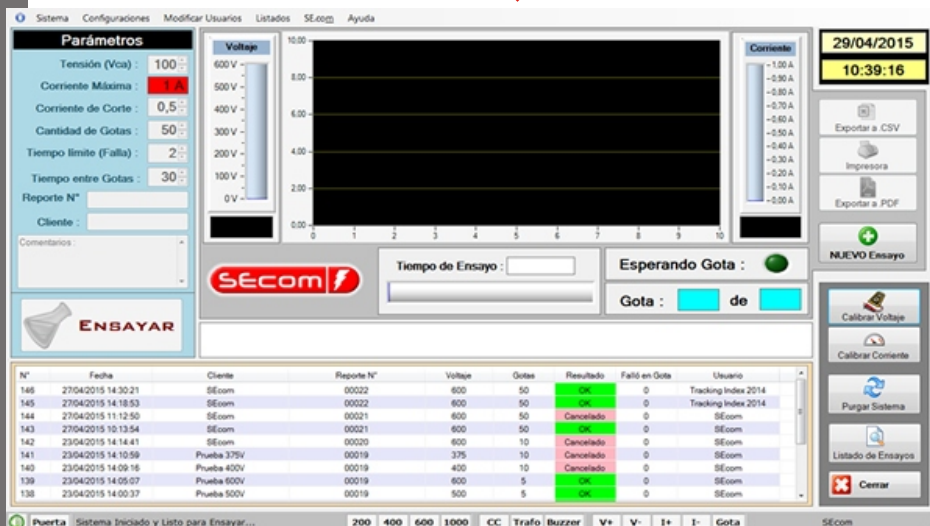 Sistema Configuraciones Modificar Usuarios Listados SE.com Ayuda
Parámetros
Tensión (Vca) : 100
Corriente Máxima : 1 A
Corriente de Corte : 0,5
Cantidad de Gotas : 50
Tiempo límite (Falla) : 2
Tiempo entre Gotas : 30
Reporte N°
Cliente :
Comentarios :
ENSAYAR
Voltaje
600 V
500 V
400 V
300 V
200 V
100 V
0 V
10,00
8,00
6,00
4,00
2,00
0,00
0 1 2 3 4 5 6 7 8 9 10
Corriente
1,00 A
0,90 A
0,80 A
0,70 A
0,60 A
0,50 A
0,40 A
0,30 A
0,20 A
0,10 A
0,00 A
SEcom
Tiempo de Ensayo :
Esperando Gota :
Gota : de
29/04/2015
10:39:16
Exportar a .CSV
Impresora
Exportar a .PDF
NUEVO Ensayo
Calibrar Voltaje
Calibrar Corriente
Purgar Sistema
Listado de Ensayos
Cerrar
N° Fecha Cliente Reporte N° Voltaje Gotas Resultado Falló en Gota Usuario
146 27/04/2015 14:30:21 SEcom 00022 600 50 OK 0 Tracking Index 2014
145 27/04/2015 14:18:53 SEcom 00022 600 50 OK 0 Tracking Index 2014
144 27/04/2015 11:12:50 SEcom 00021 600 50 Cancelado 0 SEcom
143 27/04/2015 10:13:54 SEcom 00021 600 50 OK 0 SEcom
142 23/04/2015 14:14:41 SEcom 00020 600 10 Cancelado 0 SEcom
141 23/04/2015 14:10:59 Prueba 375V 00019 375 10 Cancelado 0 SEcom
140 23/04/2015 14:09:16 Prueba 400V 00019 400 10 Cancelado 0 SEcom
139 23/04/2015 14:05:07 Prueba 600V 00019 600 5 OK 0 SEcom
138 23/04/2015 14:00:37 Prueba 500V 00019 500 5 OK 0 SEcom
Puerta Sistema Iniciado y Listo para Ensayar... 200 400 600 1000 CC Trafo Buzzer V+ V- I+ I- Gota SEcom